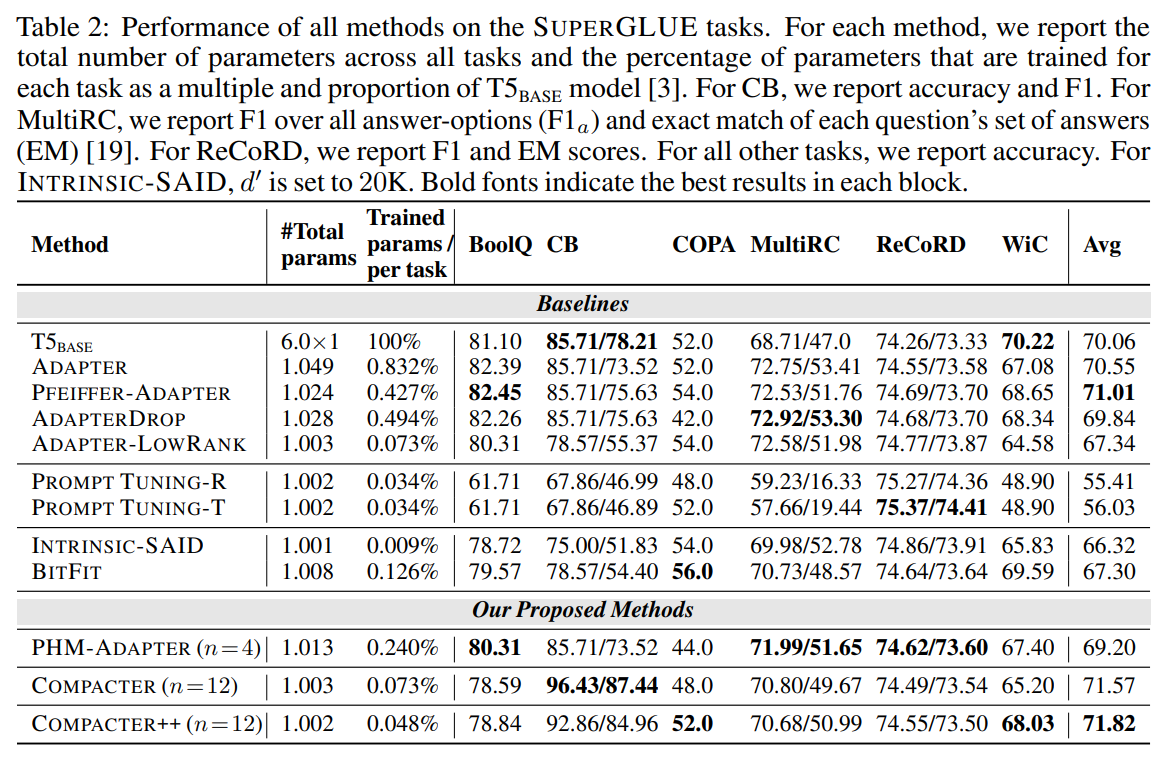 Table 2: Performance of all methods on the SUPERGLUE tasks. For each method, we report the
total number of parameters across all tasks and the percentage of parameters that are trained for
each task as a multiple and proportion of T5BASE model [3]. For CB, we report accuracy and F1. For
MultiRC, we report F1 over all answer-options (F1a) and exact match of each question's set of answers
(EM) [19]. For ReCoRD, we report F1 and EM scores. For all other tasks, we report accuracy. For
INTRINSIC-SAID, d′ is set to 20K. Bold fonts indicate the best results in each block.
Method #Total params Trained params / per task BoolQ CB COPA MultiRC ReCoRD WiC Avg
Baselines
T5BASE 6.0×1 100% 81.10 85.71/78.21 52.0 68.71/47.0 74.26/73.33 70.22 70.06
ADAPTER 1.049 0.832% 82.39 85.71/73.52 52.0 72.75/53.41 74.55/73.58 67.08 70.55
PFEIFFER-ADAPTER 1.024 0.427% 82.45 85.71/75.63 54.0 72.53/51.76 74.69/73.70 68.65 71.01
ADAPTERDROP 1.028 0.494% 82.26 85.71/75.63 42.0 72.92/53.30 74.68/73.70 68.34 69.84
ADAPTER-LOWRANK 1.003 0.073% 80.31 78.57/55.37 54.0 72.58/51.98 74.77/73.87 64.58 67.34
PROMPT TUNING-R 1.002 0.034% 61.71 67.86/46.99 48.0 59.23/16.33 75.27/74.36 48.90 55.41
PROMPT TUNING-T 1.002 0.034% 61.71 67.86/46.89 52.0 57.66/19.44 75.37/74.41 48.90 56.03
INTRINSIC-SAID 1.001 0.009% 78.72 75.00/51.83 54.0 69.98/52.78 74.86/73.91 65.83 66.32
BITFIT 1.008 0.126% 79.57 78.57/54.40 56.0 70.73/48.57 74.64/73.64 69.59 67.30
Our Proposed Methods
PHM-ADAPTER (n=4) 1.013 0.240% 80.31 85.71/73.52 44.0 71.99/51.65 74.62/73.60 67.40 69.20
COMPACTER (n=12) 1.003 0.073% 78.59 96.43/87.44 48.0 70.80/49.67 74.49/73.54 65.20 71.57
COMPACTER++ (n=12) 1.002 0.048% 78.84 92.86/84.96 52.0 70.68/50.99 74.55/73.50 68.03 71.82